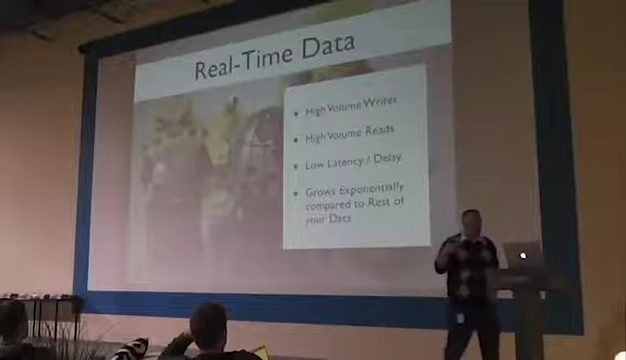 Real-Time Data
• High Volume Writes
• High Volume Reads
• Low Latency / Delay
• Grows Exponentially
compared to Rest of
your Data